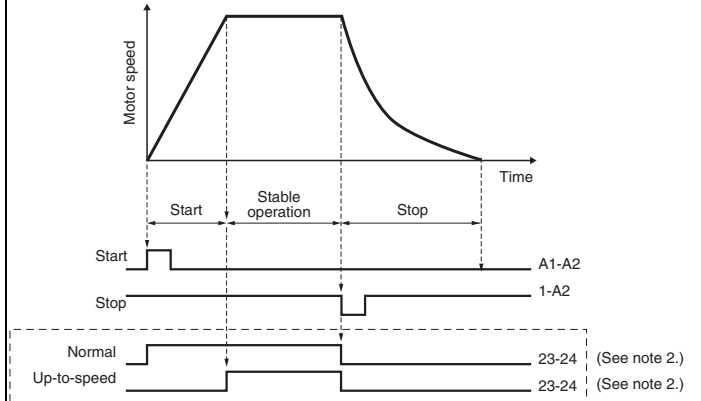 Motor speed
Time
Start
Stable
operation
Stop
Start
A1-A2
Stop
1-A2
Normal
23-24
(See note 2.)
Up-to-speed
23-24
(See note 2.)